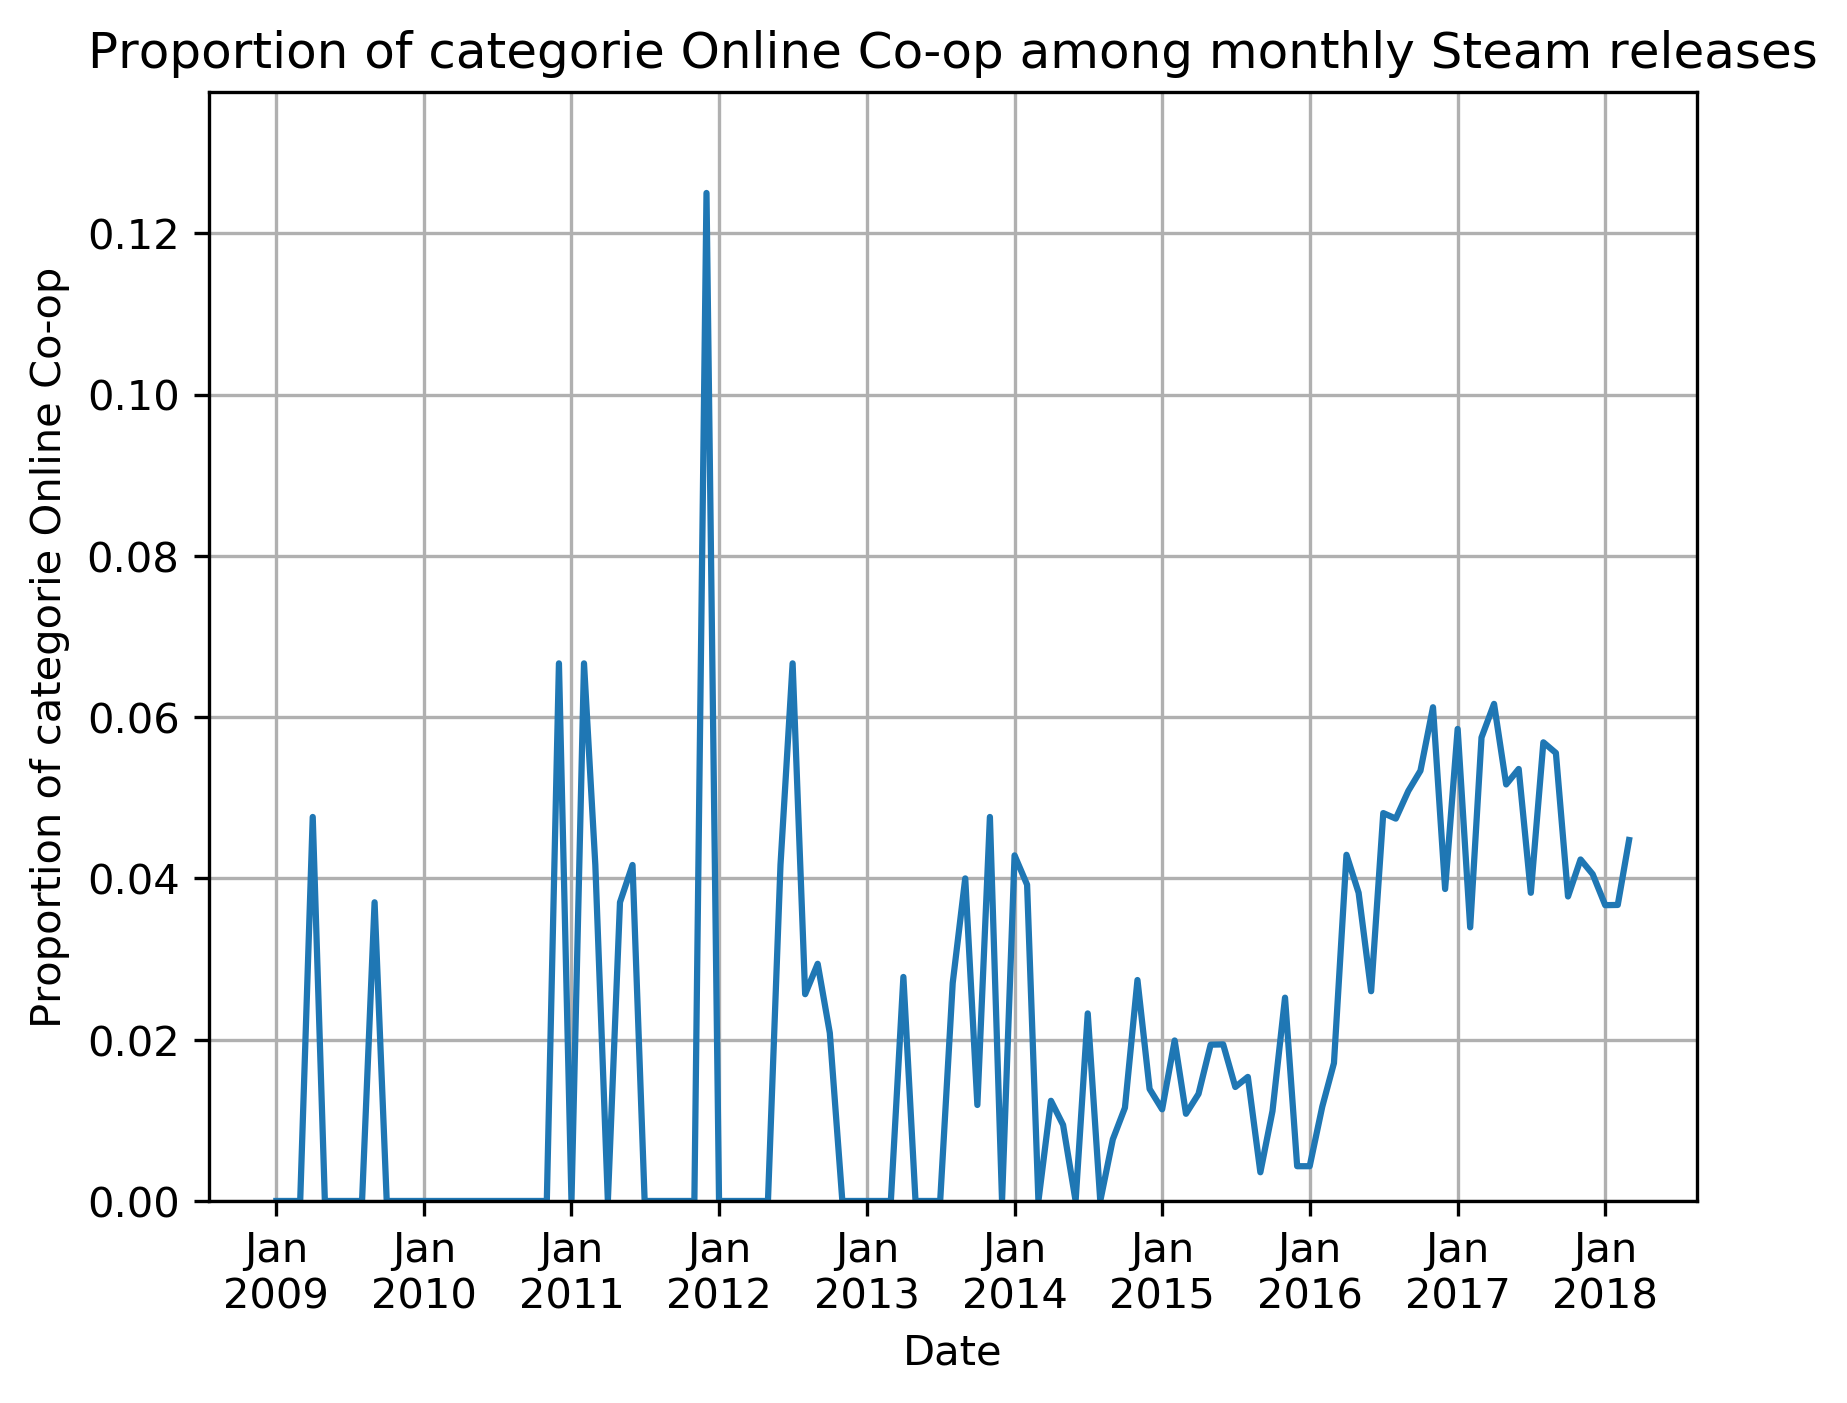 Proportion of categorie Online Co-op among monthly Steam releases
Proportion of categorie Online Co-op
0.12
0.10
0.08
0.06
0.04
0.02
0.00
Jan Jan Jan Jan Jan Jan Jan Jan Jan Jan
2009 2010 2011 2012 2013 2014 2015 2016 2017 2018
Date